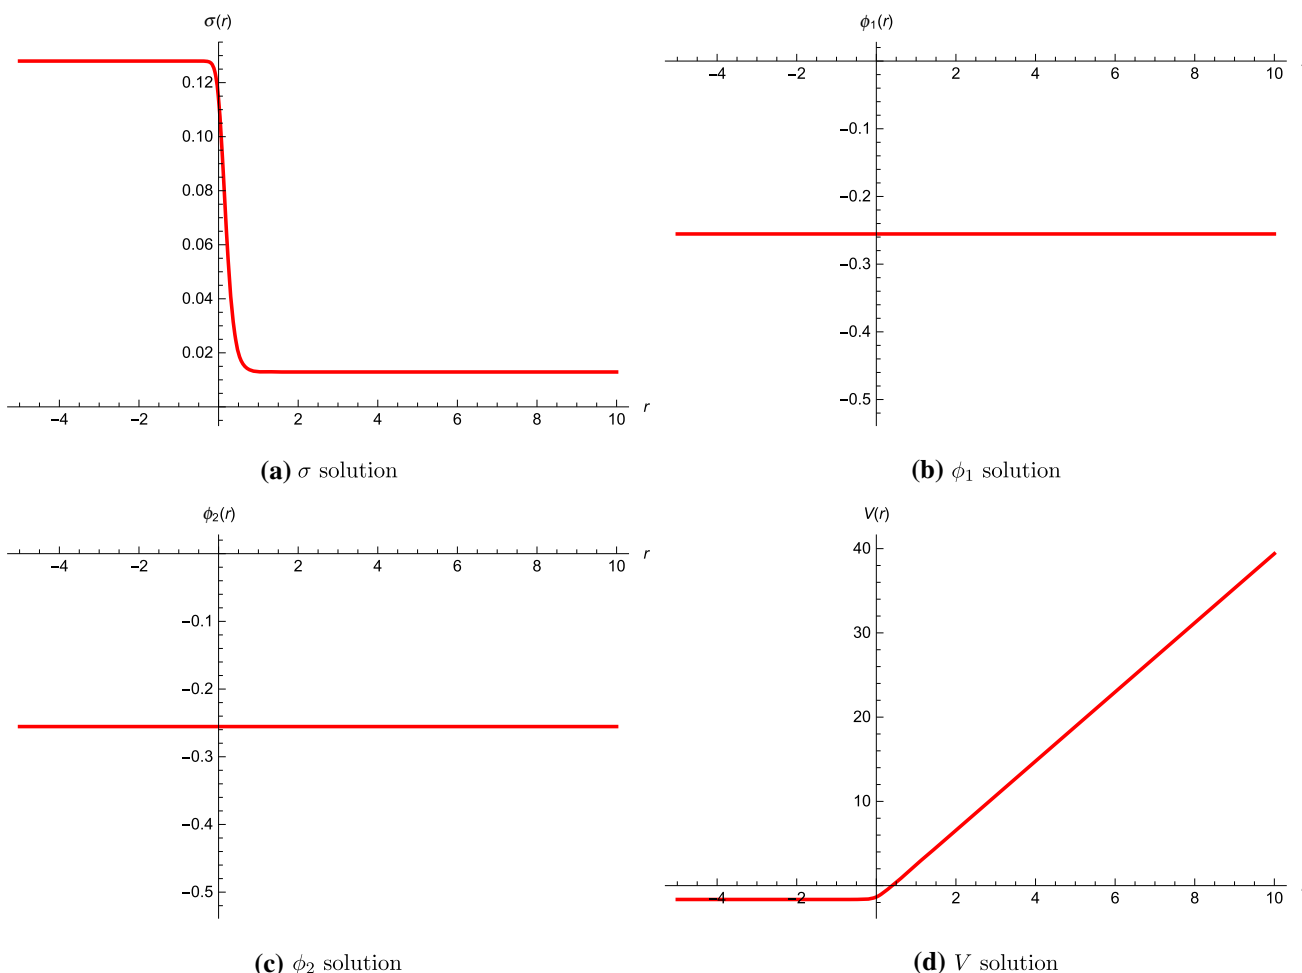 σ(r)
0.12
0.10
0.08
0.06
0.04
0.02
−4 −2 2 4 6 8 10 r
(a) σ solution
ϕ₁(r)
−4 −2 2 4 6 8 10
−0.1
−0.2
−0.3
−0.4
−0.5
(b) ϕ₁ solution
ϕ₂(r)
−4 −2 2 4 6 8 10 r
−0.1
−0.2
−0.3
−0.4
−0.5
(c) ϕ₂ solution
V(r)
40
30
20
10
−4 −2 2 4 6 8 10
(d) V solution